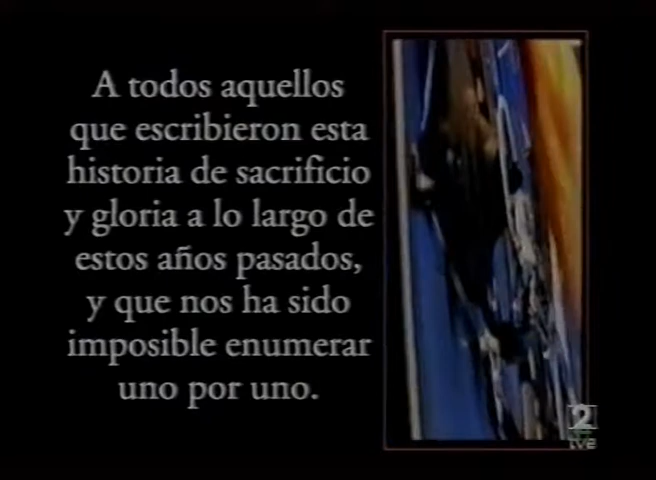 A todos aquellos
que escribieron esta
historia de sacrificio
y gloria a lo largo de
estos años pasados,
y que nos ha sido
imposible enumerar
uno por uno.
2
tve